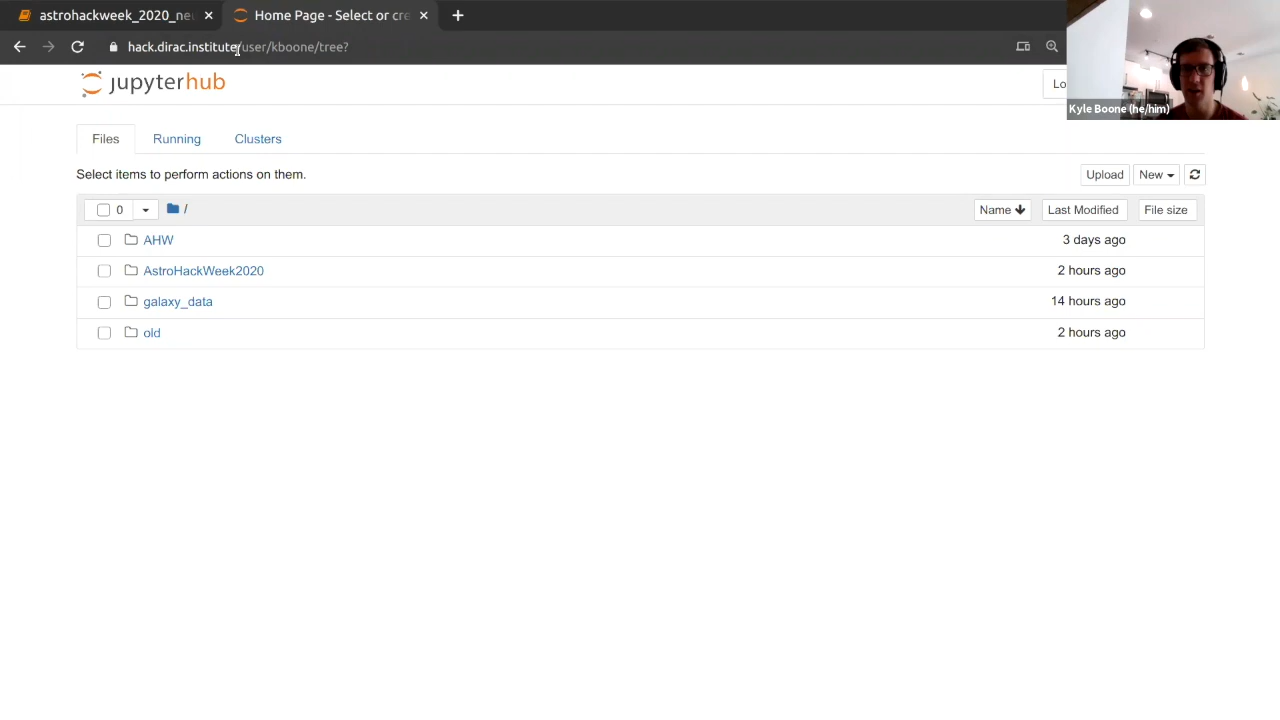 astrohackweek_2020_neu
Home Page - Select or cre
hack.dirac.institute/user/kboone/tree?
jupyterhub
Lo
Kyle Boone (he/him)
Files
Running
Clusters
Select items to perform actions on them.
Upload
New
0
/
Name
Last Modified
File size
AHW
3 days ago
AstroHackWeek2020
2 hours ago
galaxy_data
14 hours ago
old
2 hours ago